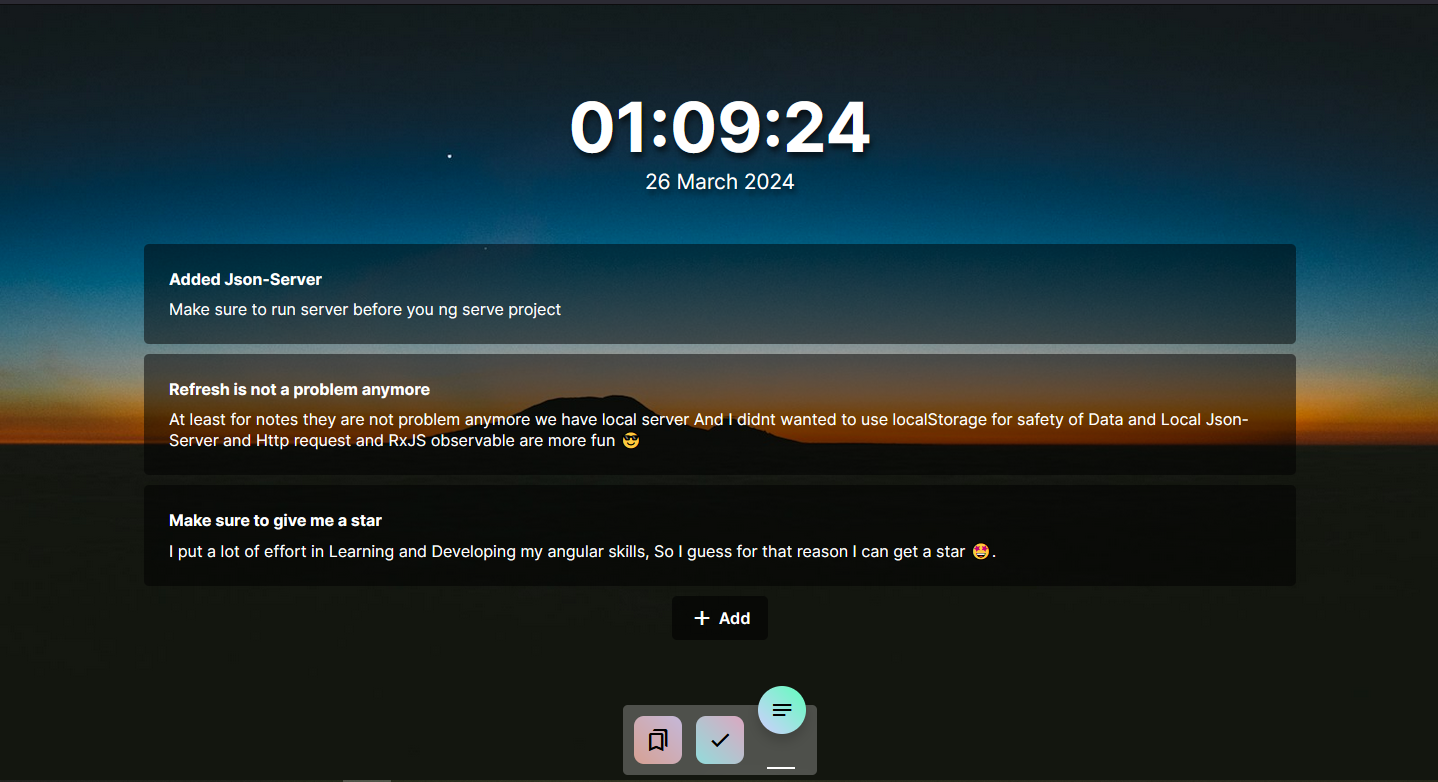 01:09:24
26 March 2024
Added Json-Server
Make sure to run server before you ng serve project
Refresh is not a problem anymore
At least for notes they are not problem anymore we have local server And I didnt wanted to use localStorage for safety of Data and Local Json-
Server and Http request and RxJS observable are more fun 😎
Make sure to give me a star
I put a lot of effort in Learning and Developing my angular skills, So I guess for that reason I can get a star 🤩.
+ Add